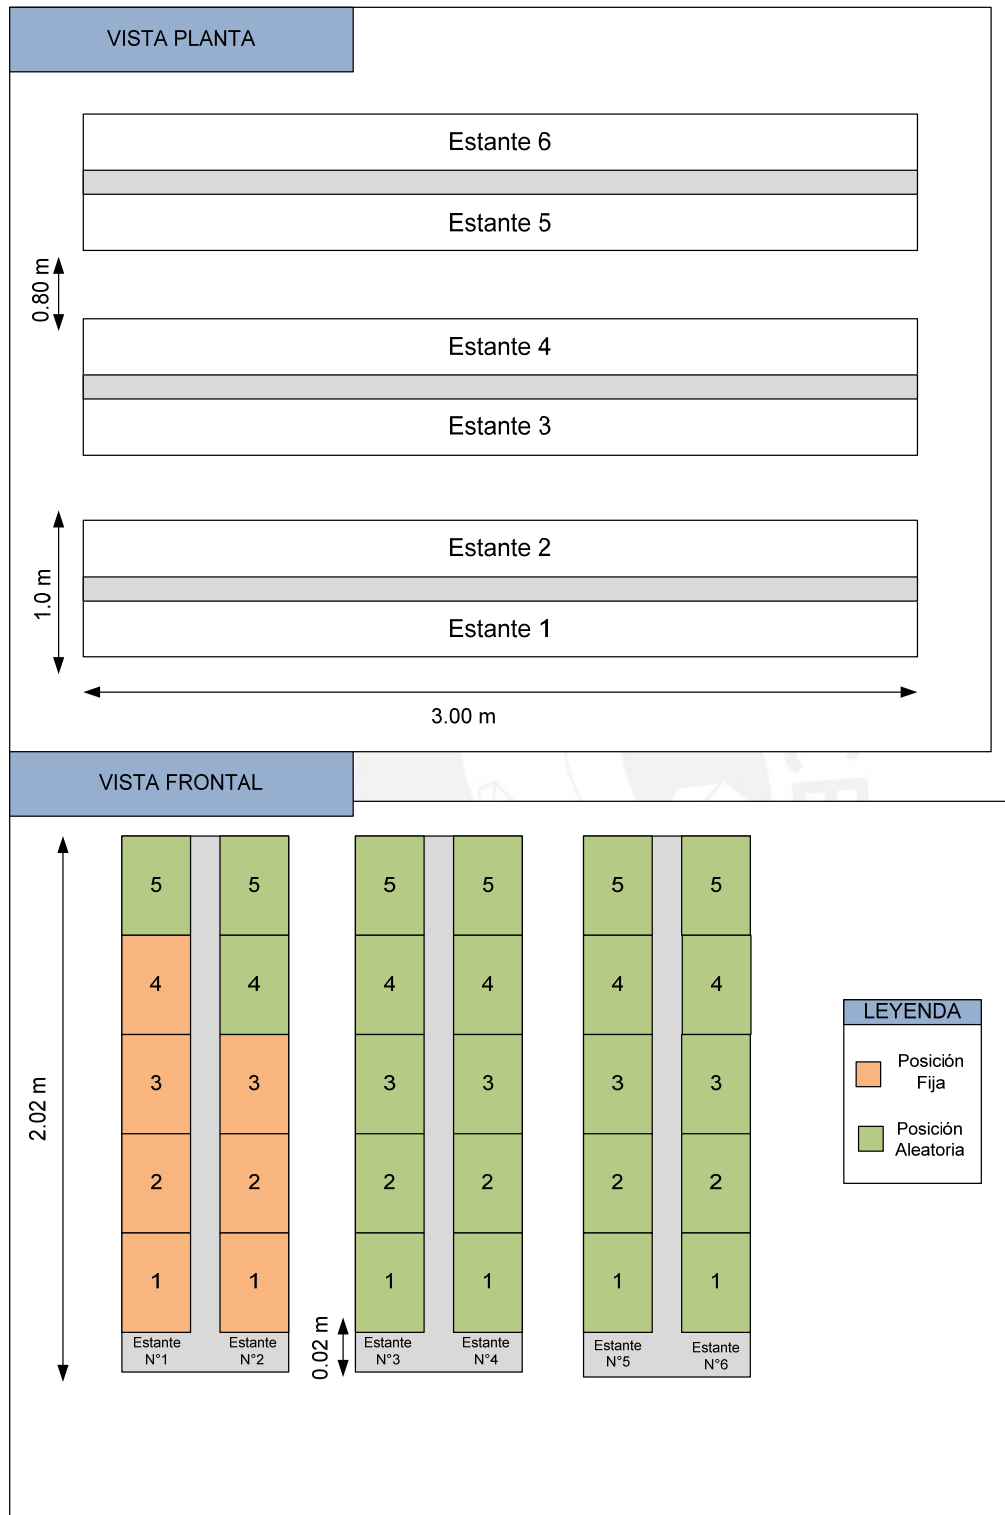 VISTA PLANTA
Estante 6
Estante 5
0.80 m
Estante 4
Estante 3
Estante 2
1.0 m
Estante 1
3.00 m
VISTA FRONTAL
5 5 5 5 5 5
4 4 4 4 4 4
LEYENDA
Posición
Fija
3 3 3 3 3 3
2.02 m
Posición
Aleatoria
2 2 2 2 2 2
1 1 1 1 1 1
0.02 m
Estante
N°1
Estante
N°2
Estante
N°3
Estante
N°4
Estante
N°5
Estante
N°6